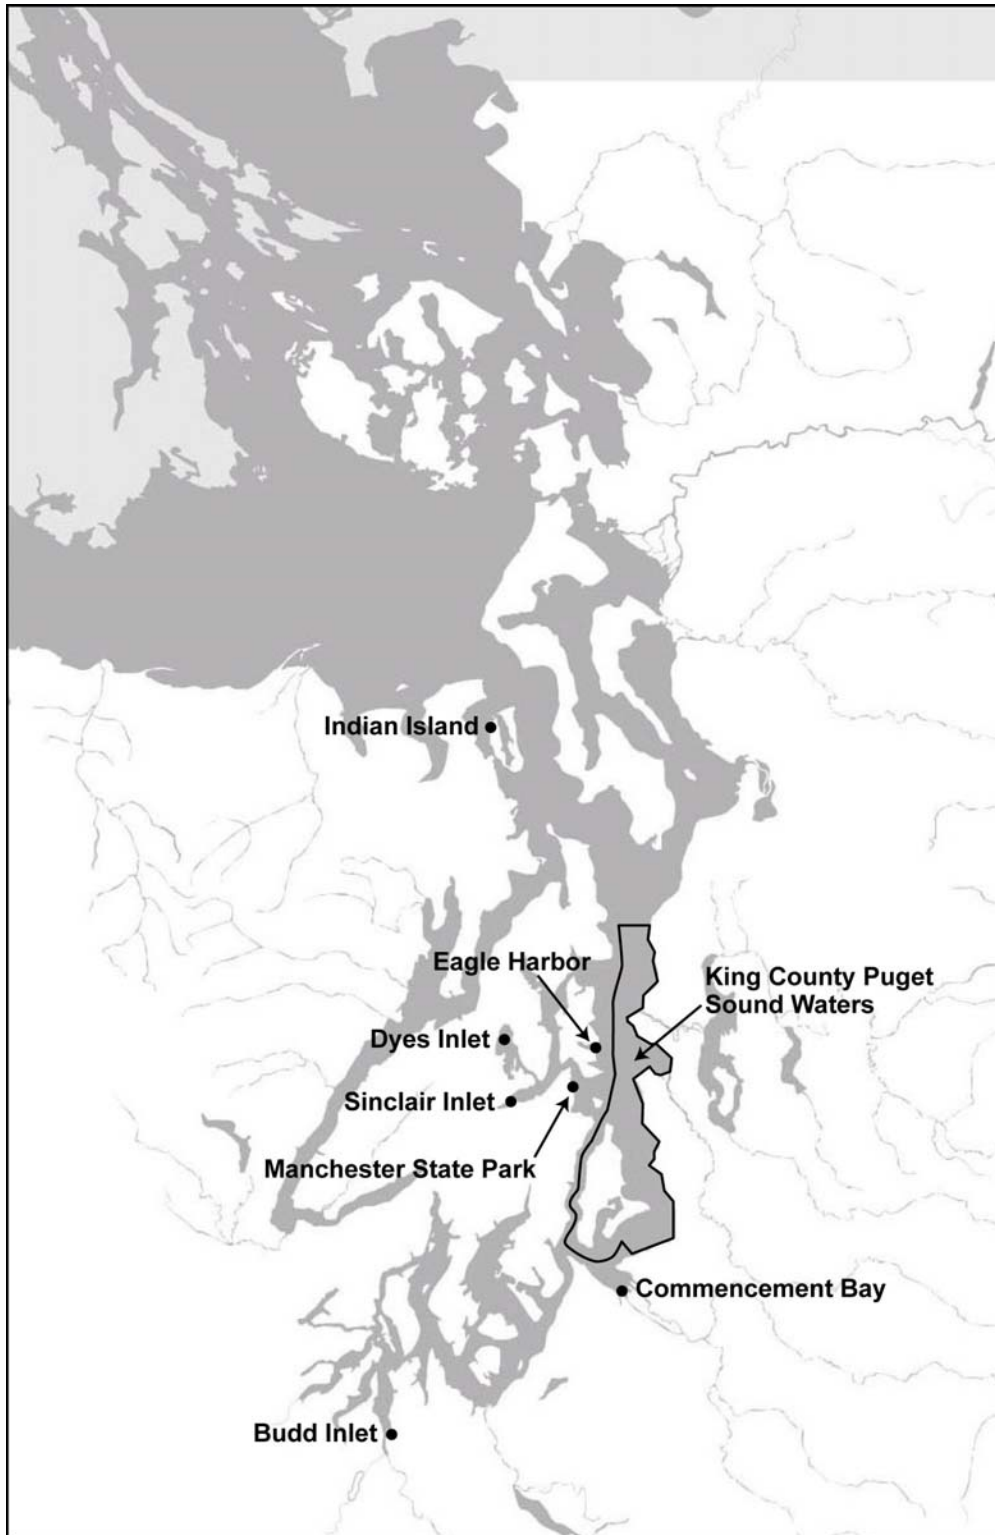 Indian Island
Eagle Harbor
King County Puget
Sound Waters
Dyes Inlet
Sinclair Inlet
Manchester State Park
Commencement Bay
Budd Inlet